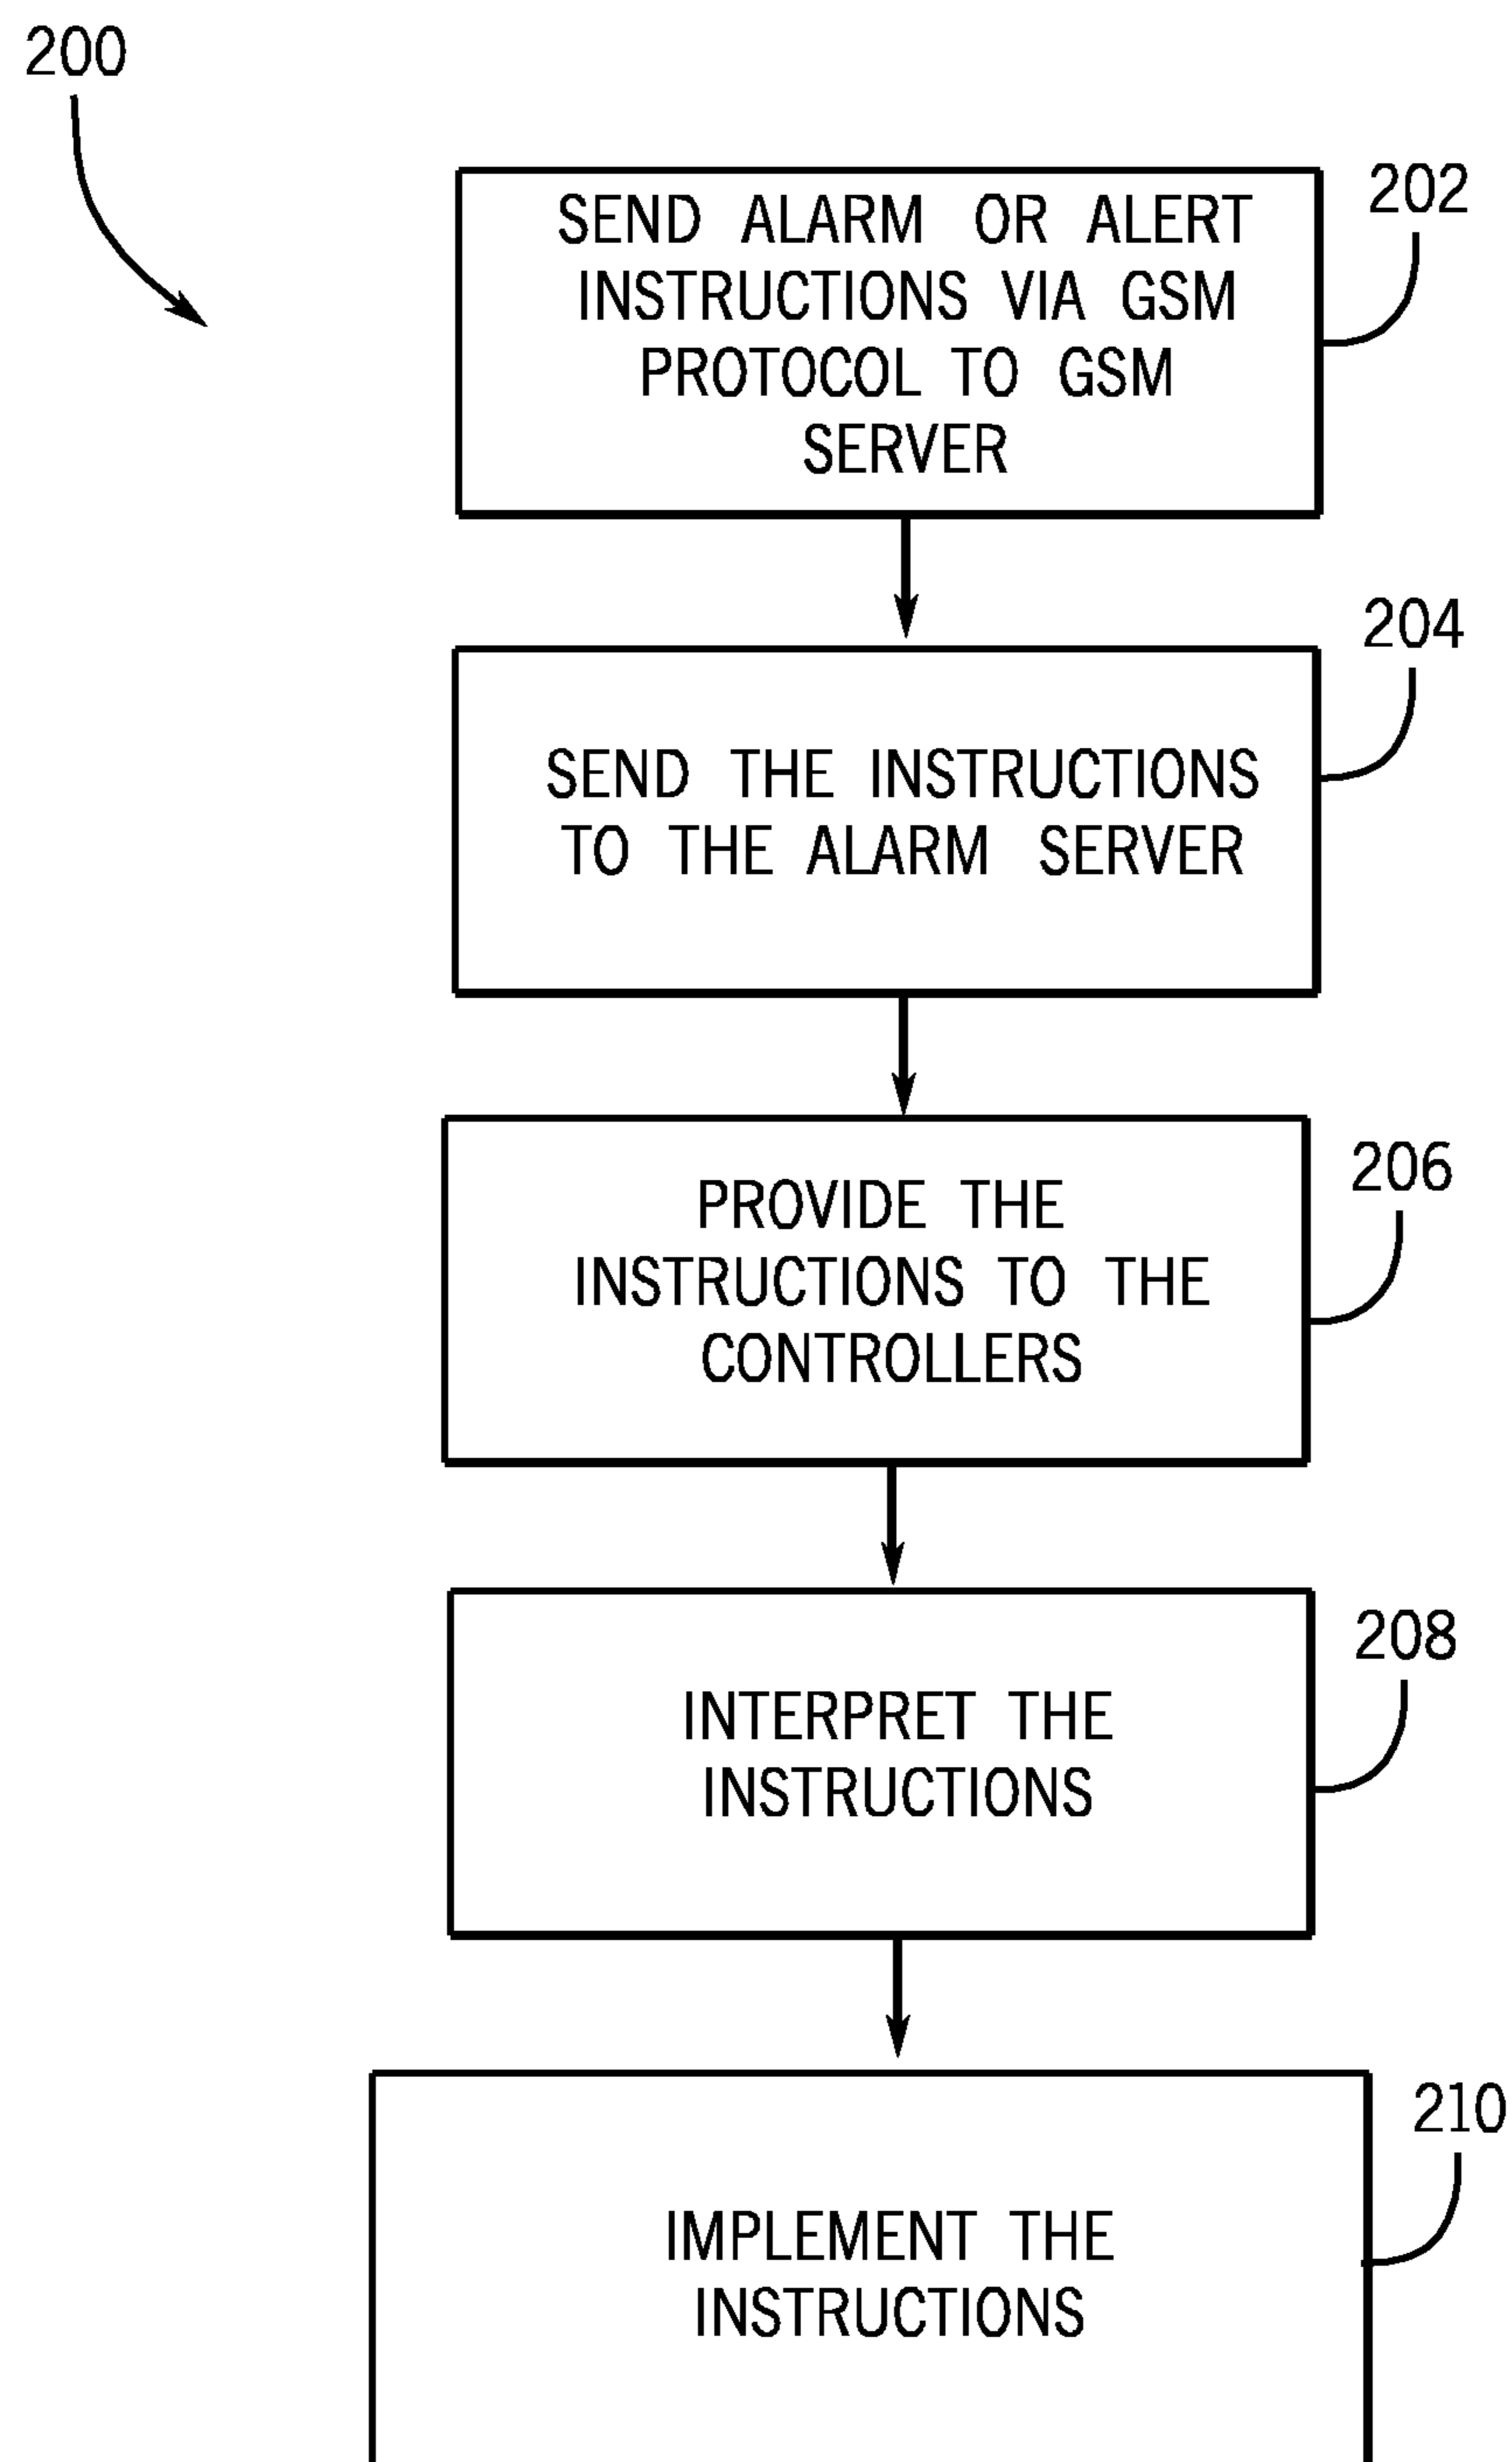 200
202
SEND ALARM OR ALERT
INSTRUCTIONS VIA GSM
PROTOCOL TO GSM
SERVER
204
SEND THE INSTRUCTIONS
TO THE ALARM SERVER
206
PROVIDE THE
INSTRUCTIONS TO THE
CONTROLLERS
208
INTERPRET THE
INSTRUCTIONS
210
IMPLEMENT THE
INSTRUCTIONS